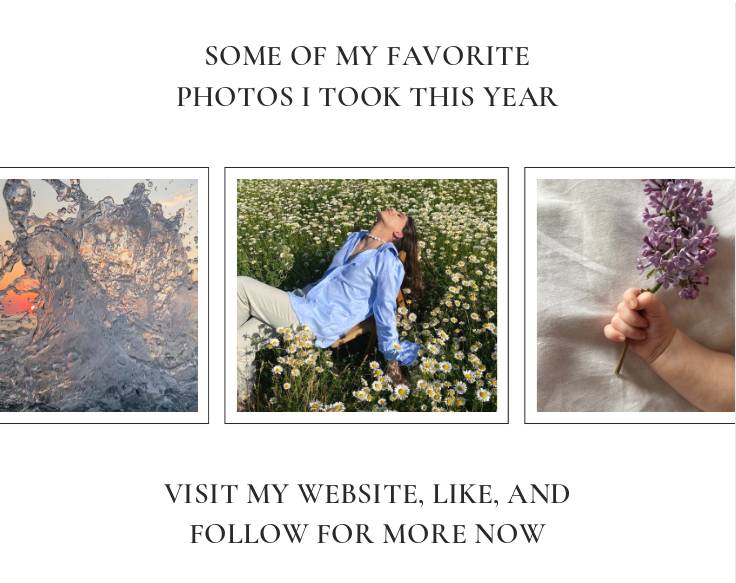 SOME OF MY FAVORITE
PHOTOS I TOOK THIS YEAR
VISIT MY WEBSITE, LIKE, AND
FOLLOW FOR MORE NOW